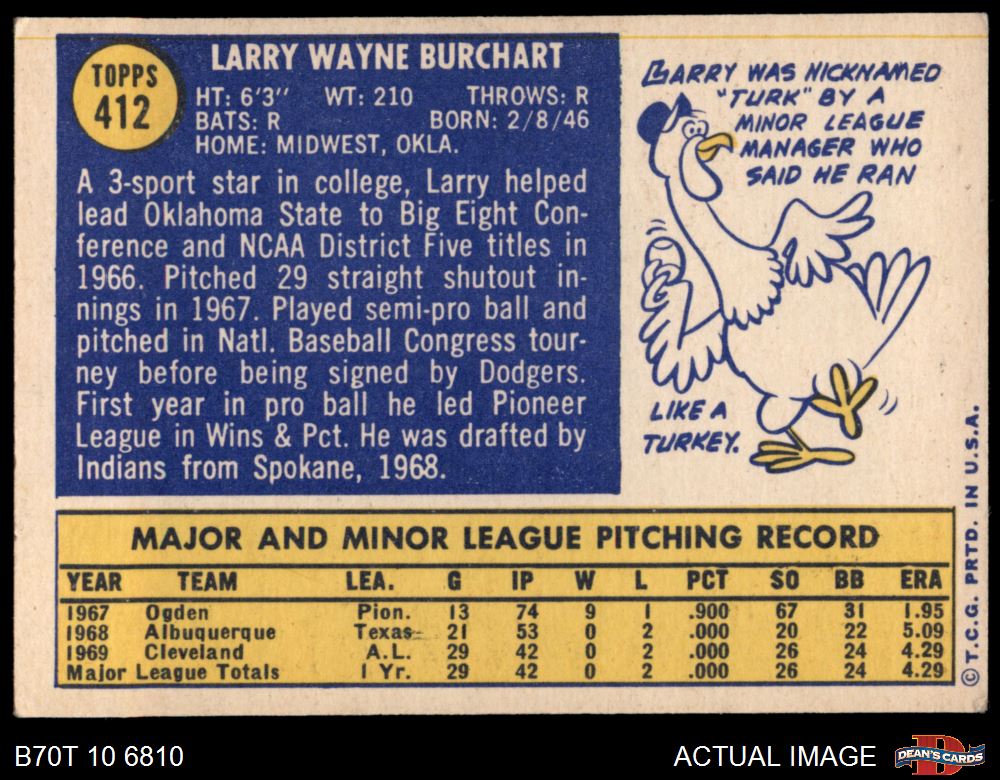 TOPPS
412
LARRY WAYNE BURCHART
HT: 6'3" WT: 210 THROWS: R
BATS: R BORN: 2/8/46
HOME: MIDWEST, OKLA.
A 3-sport star in college, Larry helped
lead Oklahoma State to Big Eight Con-
ference and NCAA District Five titles in
1966. Pitched 29 straight shutout in-
nings in 1967. Played semi-pro ball and
pitched in Natl. Baseball Congress tour-
ney before being signed by Dodgers.
First year in pro ball he led Pioneer
League in Wins & Pct. He was drafted by
Indians from Spokane, 1968.
LARRY WAS NICKNAMED
"TURK" BY A
MINOR LEAGUE
MANAGER WHO
SAID HE RAN
LIKE A
TURKEY.
MAJOR AND MINOR LEAGUE PITCHING RECORD
YEAR TEAM LEA. G IP W L PCT SO BB ERA
1967 Ogden Pion. 13 74 9 1 .900 67 31 1.95
1968 Albuquerque Texas 21 53 0 2 .000 20 22 5.09
1969 Cleveland A.L. 29 42 0 2 .000 26 24 4.29
Major League Totals 1 Yr. 29 42 0 2 .000 26 24 4.29
© T.C.G. PRTD. IN U.S.A.
B70T 10 6810
ACTUAL IMAGE
DEAN'S CARDS